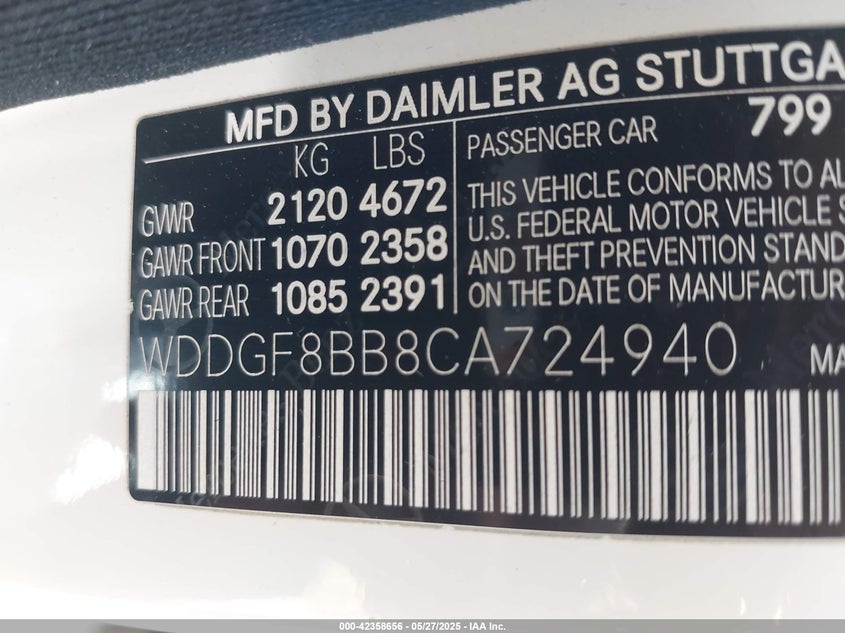 MFD BY DAIMLER AG STUTTGA
KG LBS
GVWR 2120 4672
GAWR FRONT 1070 2358
GAWR REAR 1085 2391
PASSENGER CAR 799
THIS VEHICLE CONFORMS TO AL
U.S. FEDERAL MOTOR VEHICLE S
AND THEFT PREVENTION STAND
ON THE DATE OF MANUFACTUR
WDDGF8BB8CA724940 MA
000-42358656 - 05/27/2025 - IAA Inc.